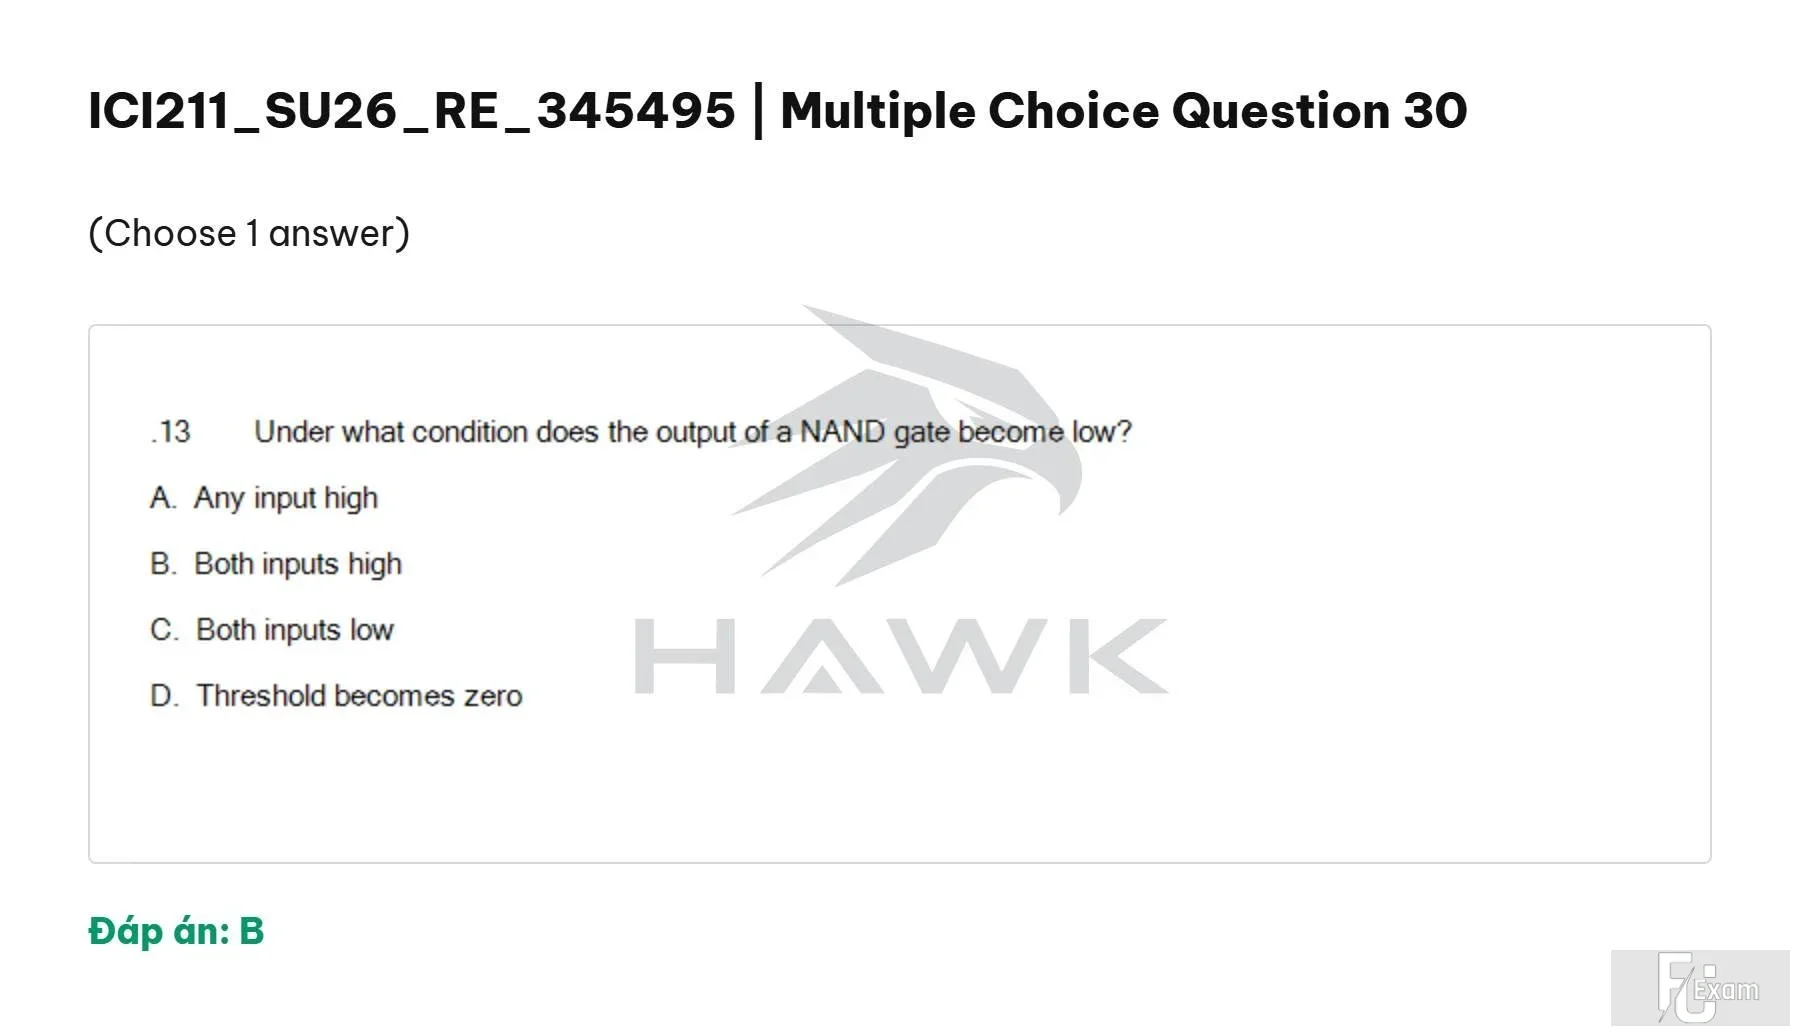 ICI211_SU26_RE_345495 | Multiple Choice Question 30
(Choose 1 answer)
.13 Under what condition does the output of a NAND gate become low?
A. Any input high
B. Both inputs high
C. Both inputs low
D. Threshold becomes zero
HAWK
Đáp án: B
FU Exam